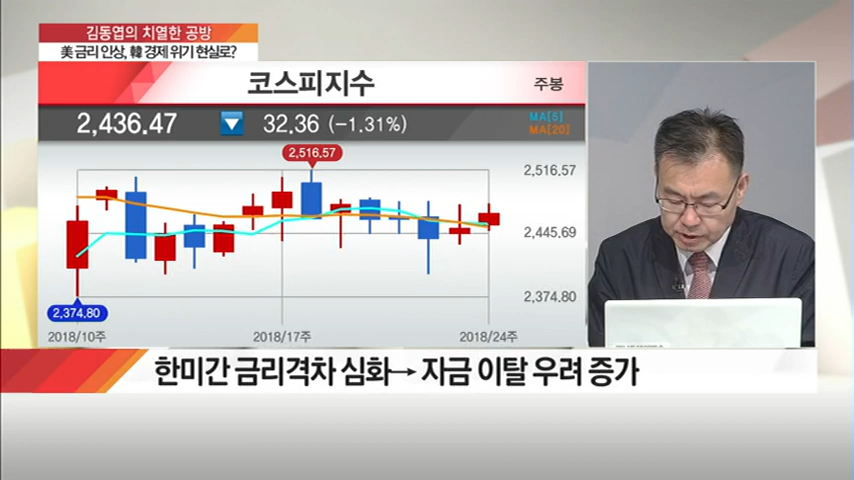 김동엽의 치열한 공방
美 금리 인상, 韓 경제 위기 현실로?
코스피지수
주봉
2,436.47 ▼ 32.36 (-1.31%)
MA[5]
MA[20]
2,516.57
2,516.57
2,445.69
2,374.80
2,374.80
2018/10주
2018/17주
2018/24주
한미간 금리격차 심화→ 자금 이탈 우려 증가